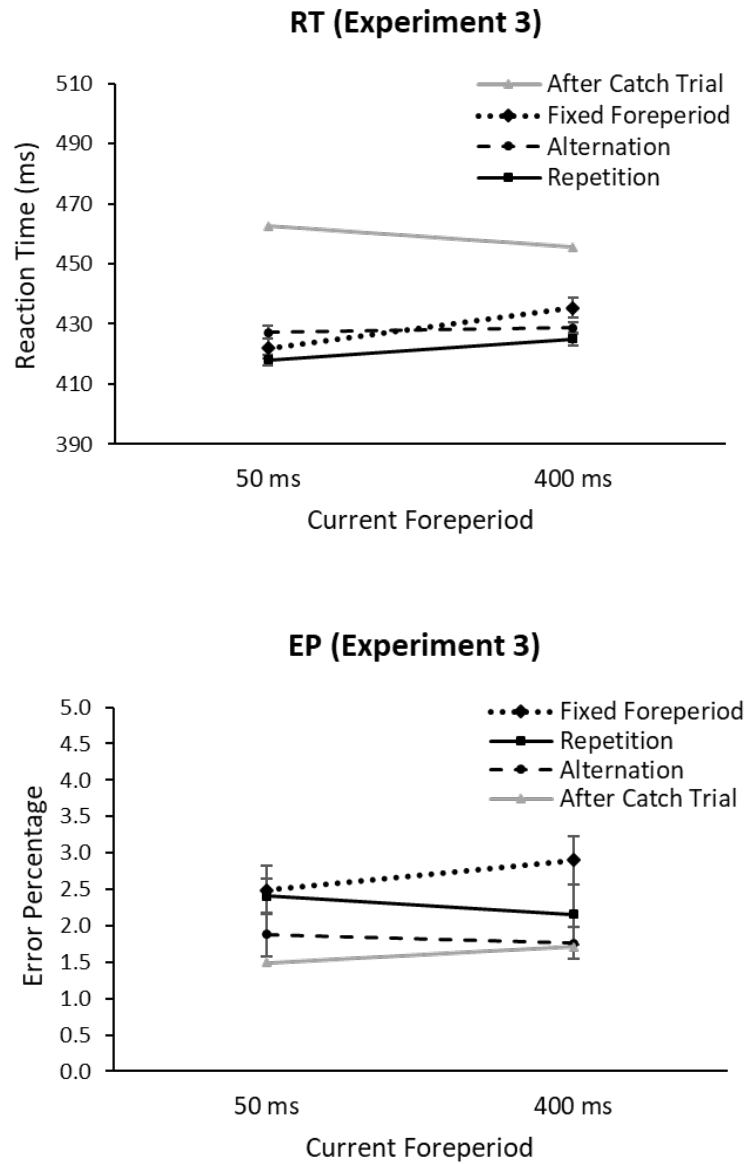 RT (Experiment 3)
510
490
470
450
430
410
390
Reaction Time (ms)
After Catch Trial
Fixed Foreperiod
Alternation
Repetition
50 ms
400 ms
Current Foreperiod
EP (Experiment 3)
5.0
4.5
4.0
3.5
3.0
2.5
2.0
1.5
1.0
0.5
0.0
Error Percentage
Fixed Foreperiod
Repetition
Alternation
After Catch Trial
50 ms
400 ms
Current Foreperiod